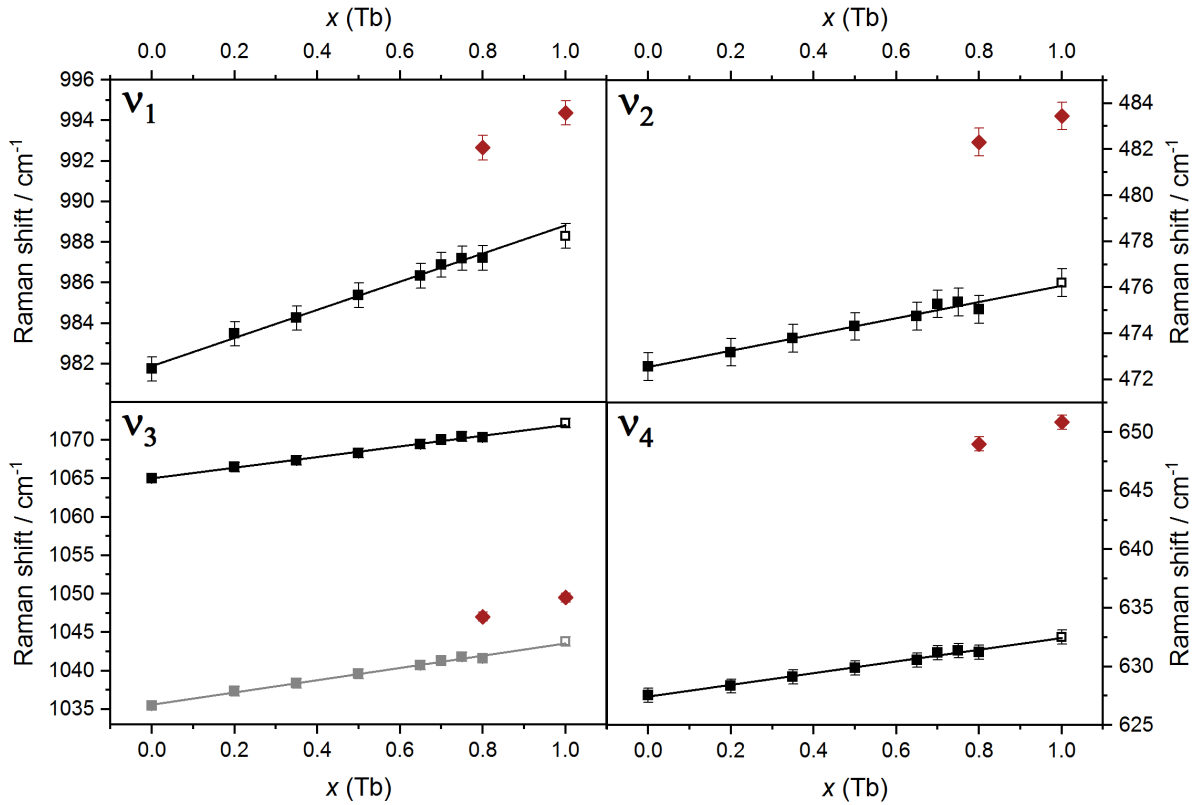 x (Tb) x (Tb)
0.0 0.2 0.4 0.6 0.8 1.0 0.0 0.2 0.4 0.6 0.8 1.0
ν1 ν2
996
994
992
990
988
986
984
982
Raman shift / cm-1
484
482
480
478
476
474
472
Raman shift / cm-1
ν3 ν4
1070
1065
1060
1055
1050
1045
1040
1035
Raman shift / cm-1
650
645
640
635
630
625
Raman shift / cm-1
0.0 0.2 0.4 0.6 0.8 1.0 0.0 0.2 0.4 0.6 0.8 1.0
x (Tb) x (Tb)